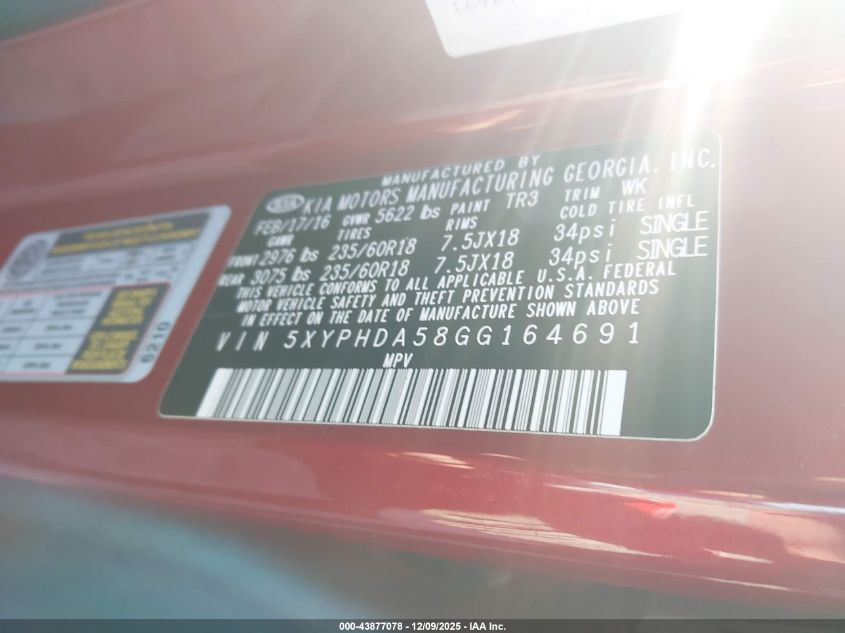 MANUFACTURED BY
KIA KIA MOTORS MANUFACTURING GEORGIA, INC.
FEB/17/16 GVWR 5622 lbs PAINT TR3 TRIM WK
GAWR TIRES RIMS COLD TIRE INFL
FRONT 2976 lbs 235/60R18 7.5JX18 34psi SINGLE
REAR 3075 lbs 235/60R18 7.5JX18 34psi SINGLE
THIS VEHICLE CONFORMS TO ALL APPLICABLE U.S.A. FEDERAL
MOTOR VEHICLE SAFETY AND THEFT PREVENTION STANDARDS
IN EFFECT ON THE DATE OF MANUFACTURE SHOWN ABOVE
VIN 5XYPHDA58GG164691
MPV
6210
000-43877078 - 12/09/2025 - IAA Inc.